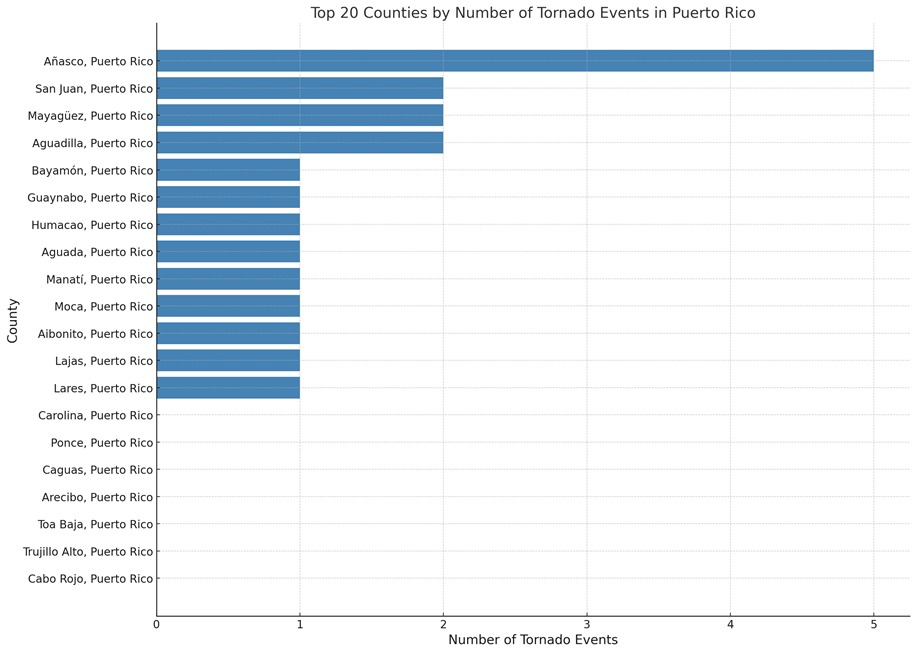 Top 20 Counties by Number of Tornado Events in Puerto Rico
County
Añasco, Puerto Rico
San Juan, Puerto Rico
Mayagüez, Puerto Rico
Aguadilla, Puerto Rico
Bayamón, Puerto Rico
Guaynabo, Puerto Rico
Humacao, Puerto Rico
Aguada, Puerto Rico
Manatí, Puerto Rico
Moca, Puerto Rico
Aibonito, Puerto Rico
Lajas, Puerto Rico
Lares, Puerto Rico
Carolina, Puerto Rico
Ponce, Puerto Rico
Caguas, Puerto Rico
Arecibo, Puerto Rico
Toa Baja, Puerto Rico
Trujillo Alto, Puerto Rico
Cabo Rojo, Puerto Rico
0 1 2 3 4 5
Number of Tornado Events